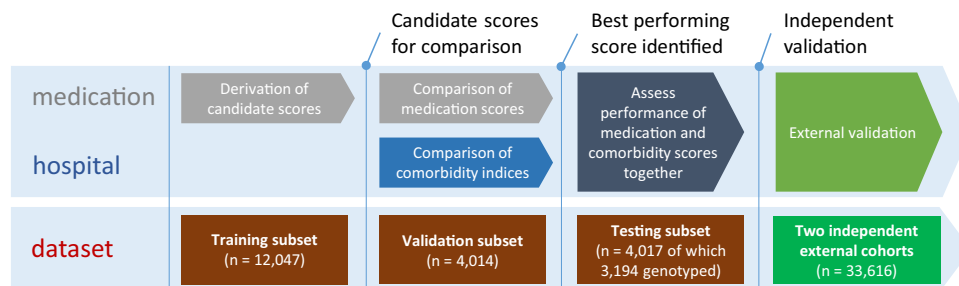 Candidate scores
for comparison
Best performing
score identified
Independent
validation
medication
Derivation of
candidate scores
Comparison of
medication scores
Assess
performance of
medication and
comorbidity scores
together
External validation
hospital
Comparison of
comorbidity indices
dataset
Training subset
(n = 12,047)
Validation subset
(n = 4,014)
Testing subset
(n = 4,017 of which
3,194 genotyped)
Two independent
external cohorts
(n = 33,616)